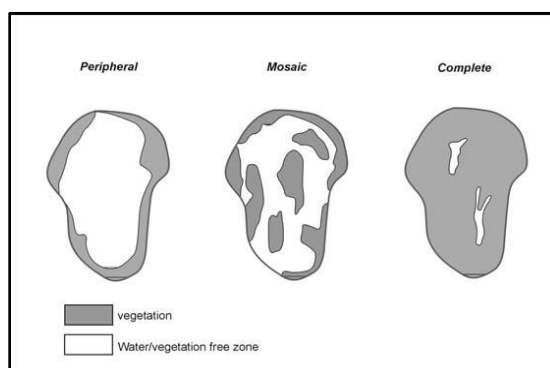 Peripheral
Mosaic
Complete
vegetation
Water/vegetation free zone